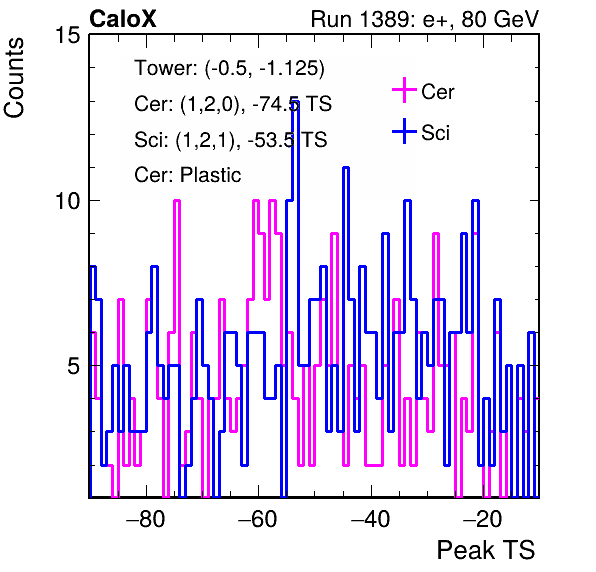 CaloX Run 1389: e+, 80 GeV
Counts
15
10
5
Tower: (-0.5, -1.125)
Cer: (1,2,0), -74.5 TS
Sci: (1,2,1), -53.5 TS
Cer: Plastic
Cer
Sci
−80 −60 −40 −20
Peak TS